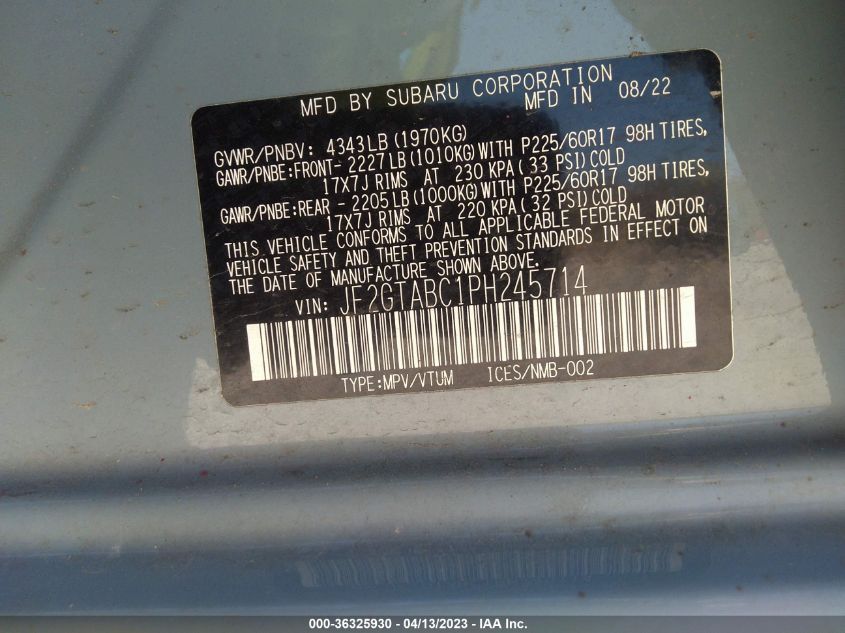 MFD BY SUBARU CORPORATION
MFD IN 08/22
GVWR/PNBV: 4343LB (1970KG)
GAWR/PNBE:FRONT- 2227LB (1010KG) WITH P225/60R17 98H TIRES,
17X7J RIMS AT 230 KPA( 33 PSI) COLD
GAWR/PNBE:REAR - 2205LB (1000KG) WITH P225/60R17 98H TIRES,
17X7J RIMS AT 220 KPA( 32 PSI) COLD
THIS VEHICLE CONFORMS TO ALL APPLICABLE FEDERAL MOTOR
VEHICLE SAFETY AND THEFT PREVENTION STANDARDS IN EFFECT ON
THE DATE OF MANUFACTURE SHOWN ABOVE.
VIN: JF2GTABC1PH245714
TYPE:MPV/VTUM ICES/NMB-002
000-36325930 - 04/13/2023 - IAA Inc.